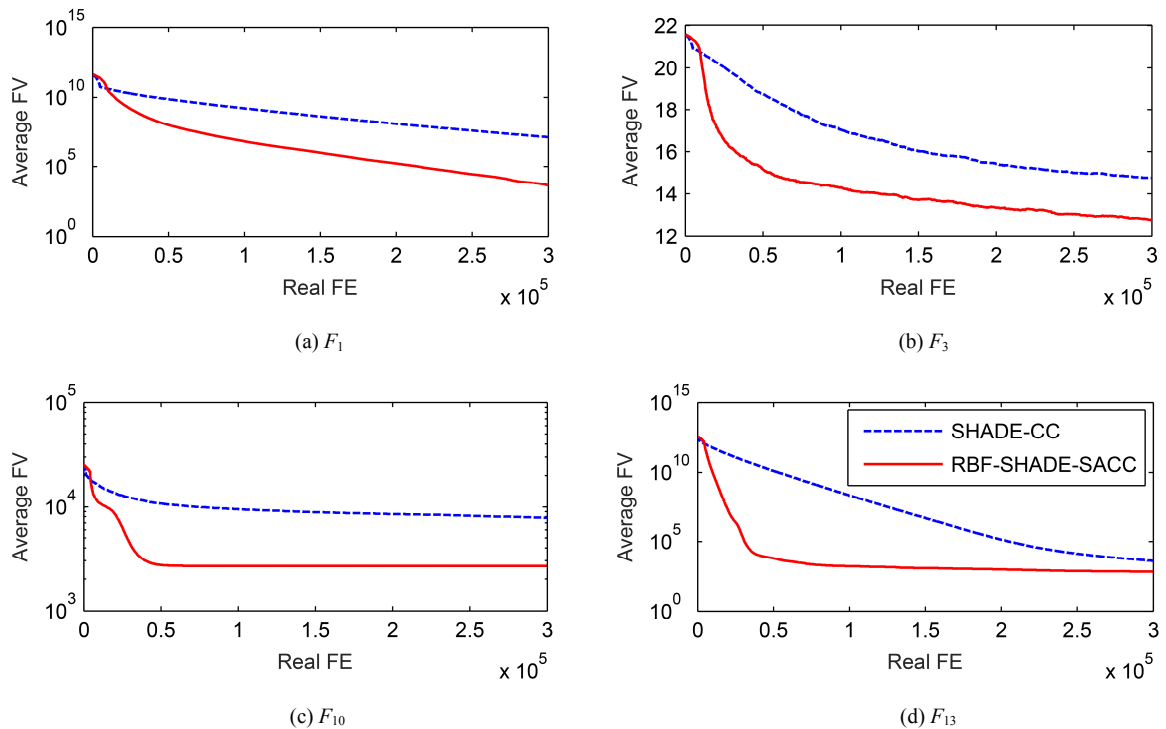 10^15
10^10
10^5
10^0
Average FV
0 0.5 1 1.5 2 2.5 3
Real FE
x 10^5
(a) F_1
22
20
18
16
14
12
Average FV
0 0.5 1 1.5 2 2.5 3
Real FE
x 10^5
(b) F_3
10^5
10^4
10^3
Average FV
0 0.5 1 1.5 2 2.5 3
Real FE
x 10^5
(c) F_10
10^15
10^10
10^5
10^0
Average FV
SHADE-CC
RBF-SHADE-SACC
0 0.5 1 1.5 2 2.5 3
Real FE
x 10^5
(d) F_13